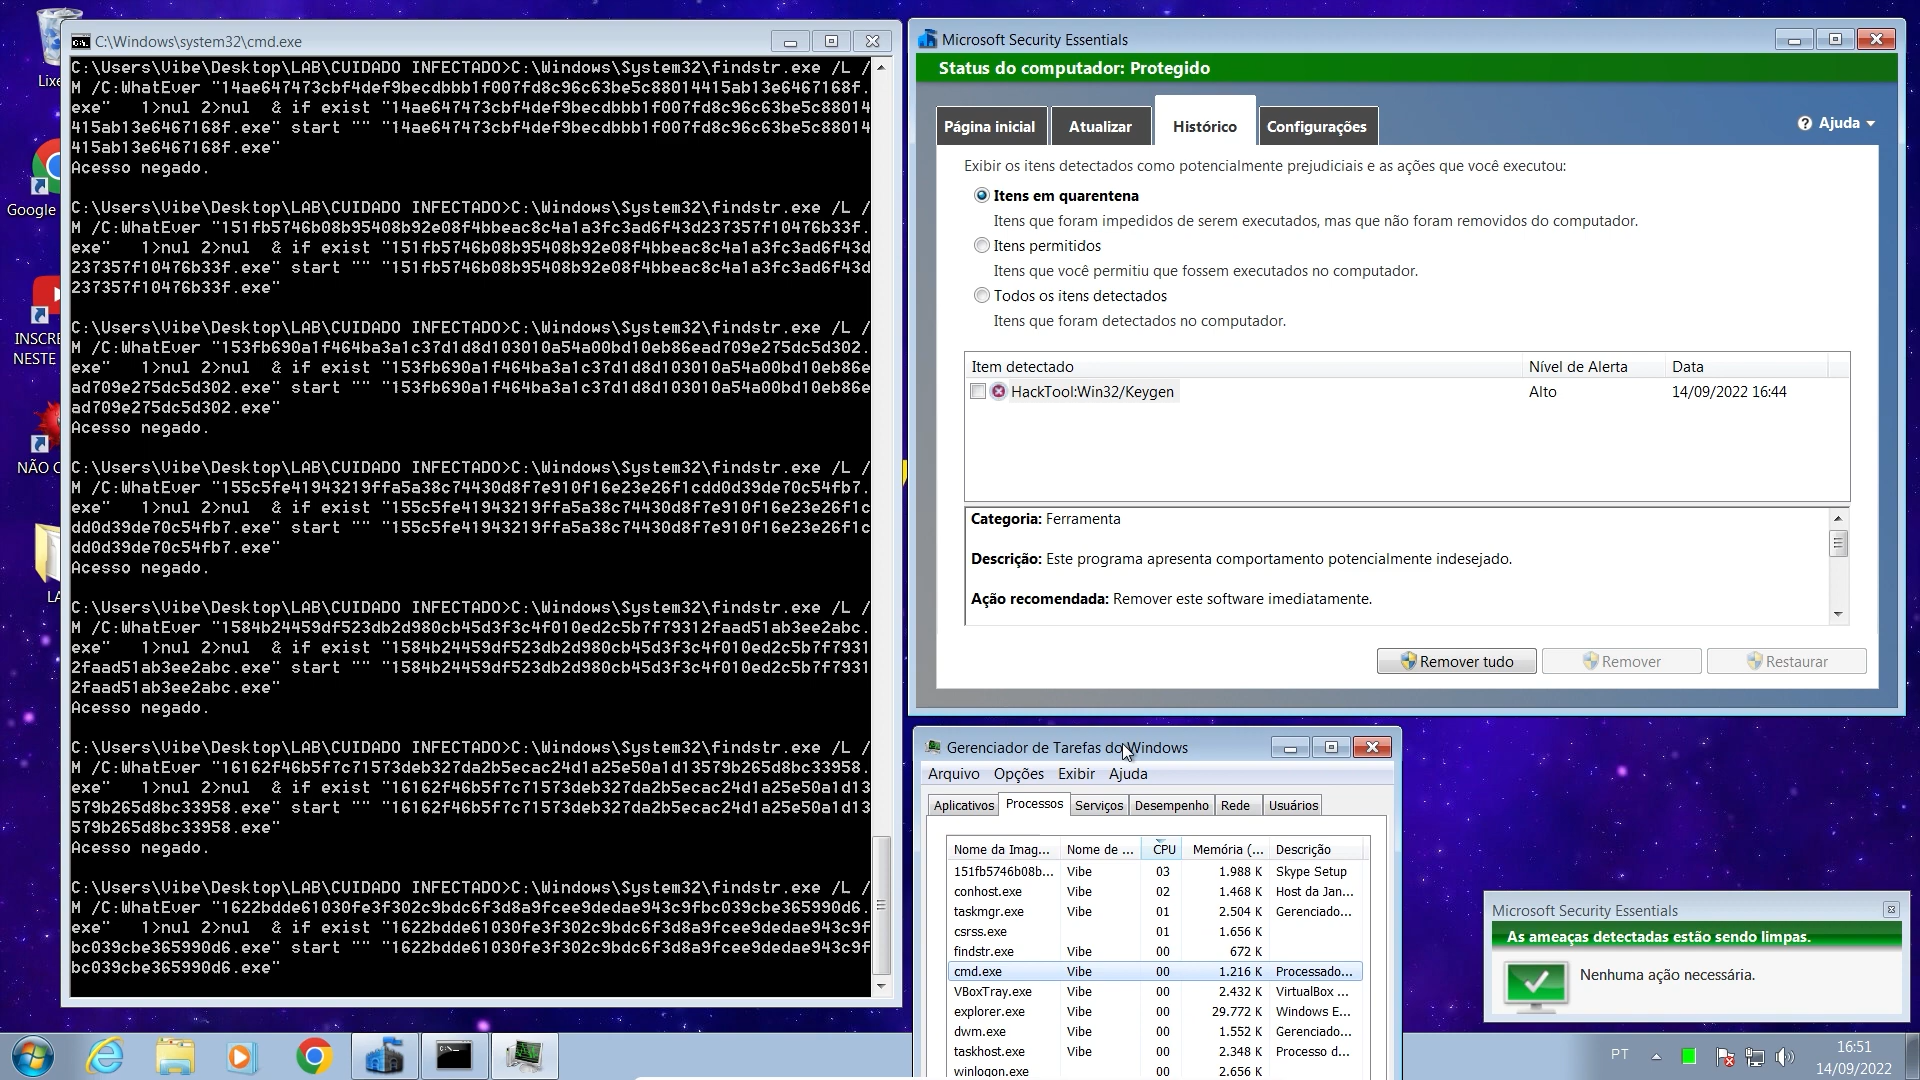 Lixe
Google
INSCRE
NESTE
NÃO C
LA
C:\Windows\system32\cmd.exe
C:\Users\Vibe\Desktop\LAB\CUIDADO INFECTADO>C:\Windows\System32\findstr.exe /L /
M /C:WhatEver "14ae647473cbf4def9becdbbb1f007fd8c96c63be5c88014415ab13e6467168f.
exe"   1>nul 2>nul  & if exist "14ae647473cbf4def9becdbbb1f007fd8c96c63be5c88014
415ab13e6467168f.exe" start "" "14ae647473cbf4def9becdbbb1f007fd8c96c63be5c88014
415ab13e6467168f.exe"
Acesso negado.
C:\Users\Vibe\Desktop\LAB\CUIDADO INFECTADO>C:\Windows\System32\findstr.exe /L /
M /C:WhatEver "151fb5746b08b95408b92e08f4bbeac8c4a1a3fc3ad6f43d237357f10476b33f.
exe"   1>nul 2>nul  & if exist "151fb5746b08b95408b92e08f4bbeac8c4a1a3fc3ad6f43d
237357f10476b33f.exe" start "" "151fb5746b08b95408b92e08f4bbeac8c4a1a3fc3ad6f43d
237357f10476b33f.exe"
C:\Users\Vibe\Desktop\LAB\CUIDADO INFECTADO>C:\Windows\System32\findstr.exe /L /
M /C:WhatEver "153fb690a1f464ba3a1c37d1d8d103010a54a00bd10eb86ead709e275dc5d302.
exe"   1>nul 2>nul  & if exist "153fb690a1f464ba3a1c37d1d8d103010a54a00bd10eb86e
ad709e275dc5d302.exe" start "" "153fb690a1f464ba3a1c37d1d8d103010a54a00bd10eb86e
ad709e275dc5d302.exe"
Acesso negado.
C:\Users\Vibe\Desktop\LAB\CUIDADO INFECTADO>C:\Windows\System32\findstr.exe /L /
M /C:WhatEver "155c5fe41943219ffa5a38c74430d8f7e910f16e23e26f1cdd0d39de70c54fb7.
exe"   1>nul 2>nul  & if exist "155c5fe41943219ffa5a38c74430d8f7e910f16e23e26f1c
dd0d39de70c54fb7.exe" start "" "155c5fe41943219ffa5a38c74430d8f7e910f16e23e26f1c
dd0d39de70c54fb7.exe"
Acesso negado.
C:\Users\Vibe\Desktop\LAB\CUIDADO INFECTADO>C:\Windows\System32\findstr.exe /L /
M /C:WhatEver "1584b24459df523db2d980cb45d3f3c4f010ed2c5b7f79312faad51ab3ee2abc.
exe"   1>nul 2>nul  & if exist "1584b24459df523db2d980cb45d3f3c4f010ed2c5b7f7931
2faad51ab3ee2abc.exe" start "" "1584b24459df523db2d980cb45d3f3c4f010ed2c5b7f7931
2faad51ab3ee2abc.exe"
Acesso negado.
C:\Users\Vibe\Desktop\LAB\CUIDADO INFECTADO>C:\Windows\System32\findstr.exe /L /
M /C:WhatEver "16162f46b5f7c71573deb327da2b5ecac24d1a25e50a1d13579b265d8bc33958.
exe"   1>nul 2>nul  & if exist "16162f46b5f7c71573deb327da2b5ecac24d1a25e50a1d13
579b265d8bc33958.exe" start "" "16162f46b5f7c71573deb327da2b5ecac24d1a25e50a1d13
579b265d8bc33958.exe"
Acesso negado.
C:\Users\Vibe\Desktop\LAB\CUIDADO INFECTADO>C:\Windows\System32\findstr.exe /L /
M /C:WhatEver "1622bdde61030fe3f302c9bdc6f3d8a9fcee9dedae943c9fbc039cbe365990d6.
exe"   1>nul 2>nul  & if exist "1622bdde61030fe3f302c9bdc6f3d8a9fcee9dedae943c9f
bc039cbe365990d6.exe" start "" "1622bdde61030fe3f302c9bdc6f3d8a9fcee9dedae943c9f
bc039cbe365990d6.exe"
Microsoft Security Essentials
Status do computador: Protegido
Página inicial Atualizar Histórico Configurações Ajuda
Exibir os itens detectados como potencialmente prejudiciais e as ações que você executou:
Itens em quarentena
Itens que foram impedidos de serem executados, mas que não foram removidos do computador.
Itens permitidos
Itens que você permitiu que fossem executados no computador.
Todos os itens detectados
Itens que foram detectados no computador.
Item detectado Nível de Alerta Data
HackTool:Win32/Keygen Alto 14/09/2022 16:44
Categoria: Ferramenta
Descrição: Este programa apresenta comportamento potencialmente indesejado.
Ação recomendada: Remover este software imediatamente.
Remover tudo Remover Restaurar
Gerenciador de Tarefas do Windows
Arquivo Opções Exibir Ajuda
Aplicativos Processos Serviços Desempenho Rede Usuários
Nome da Imag... Nome de ... CPU Memória (... Descrição
151fb5746b08b... Vibe 03 1.988 K Skype Setup
conhost.exe Vibe 02 1.468 K Host da Jan...
taskmgr.exe Vibe 01 2.504 K Gerenciado...
csrss.exe 01 1.656 K
findstr.exe Vibe 00 672 K
cmd.exe Vibe 00 1.216 K Processado...
VBoxTray.exe Vibe 00 2.432 K VirtualBox ...
explorer.exe Vibe 00 29.772 K Windows E...
dwm.exe Vibe 00 1.552 K Gerenciado...
taskhost.exe Vibe 00 2.348 K Processo d...
winlogon.exe 00 2.656 K
Microsoft Security Essentials
As ameaças detectadas estão sendo limpas.
Nenhuma ação necessária.
PT
16:51
14/09/2022